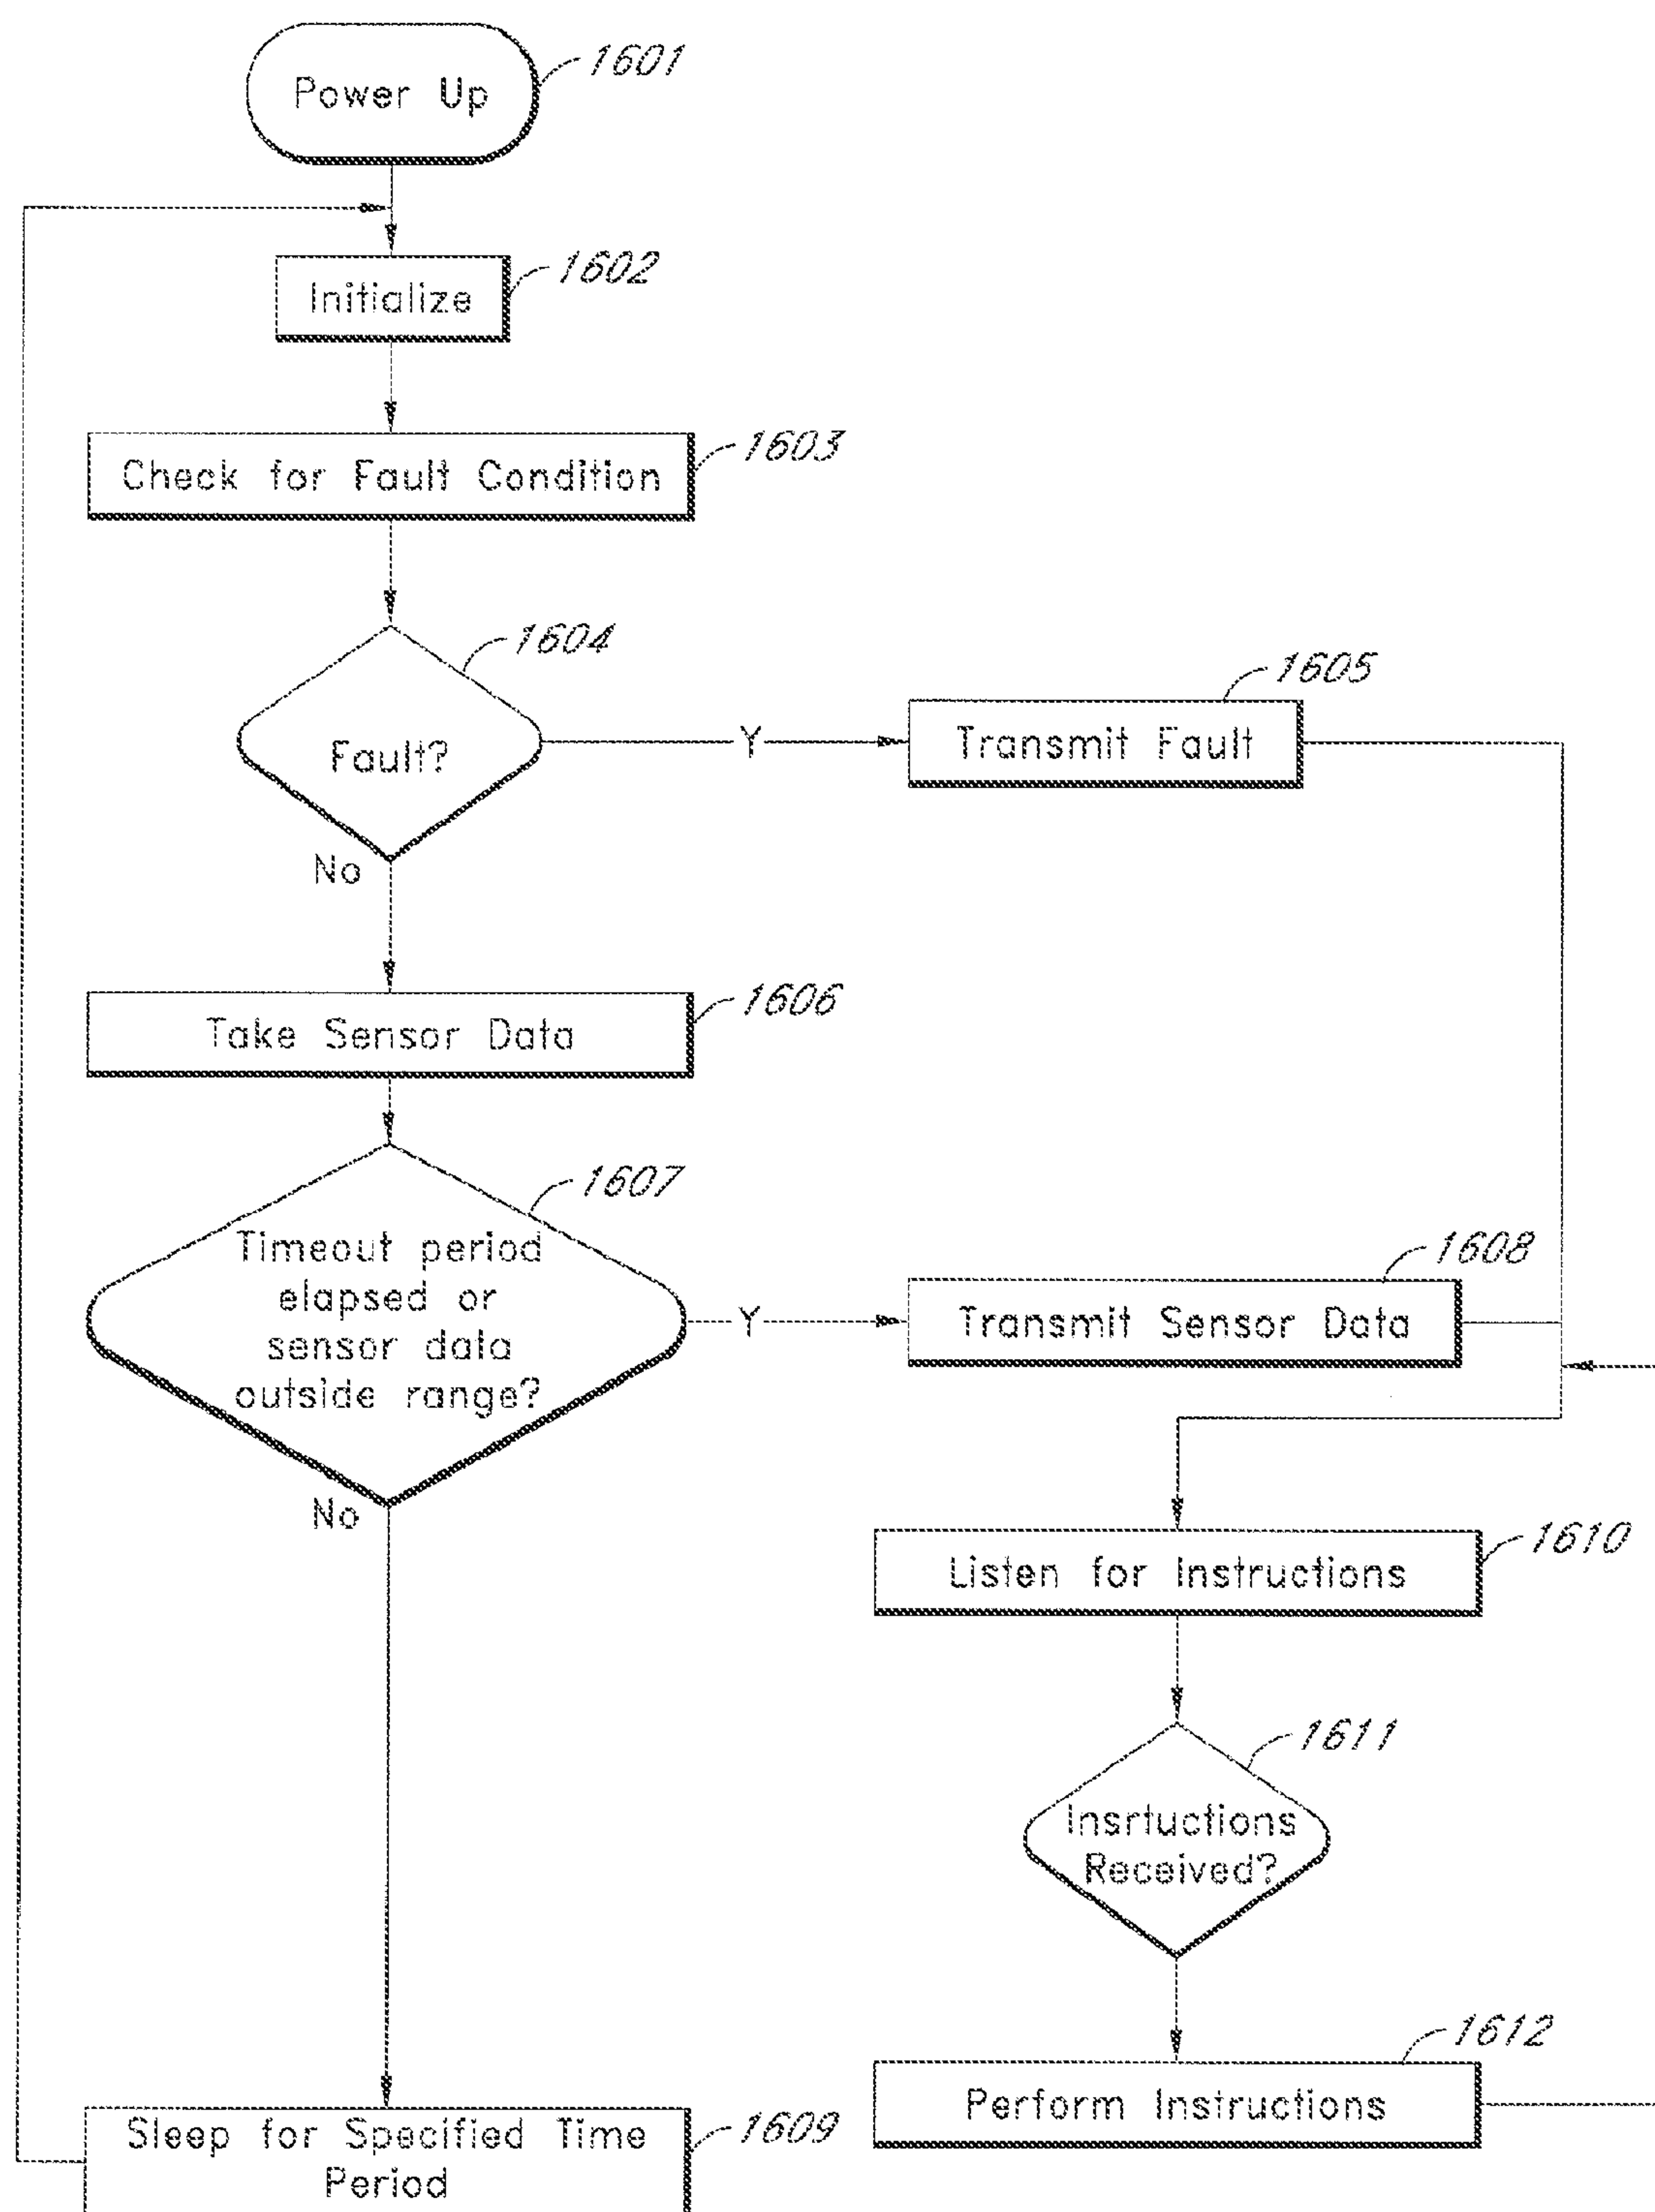 Power Up
1601
Initialize
1602
Check for Fault Condition
1603
1604
Fault?
Y
No
1605
Transmit Fault
1606
Take Sensor Data
1607
Timeout period
elapsed or
sensor data
outside range?
Y
No
1608
Transmit Sensor Data
1610
Listen for Instructions
1611
Insrtuctions
Received?
1612
Perform Instructions
Sleep for Specified Time
Period
1609